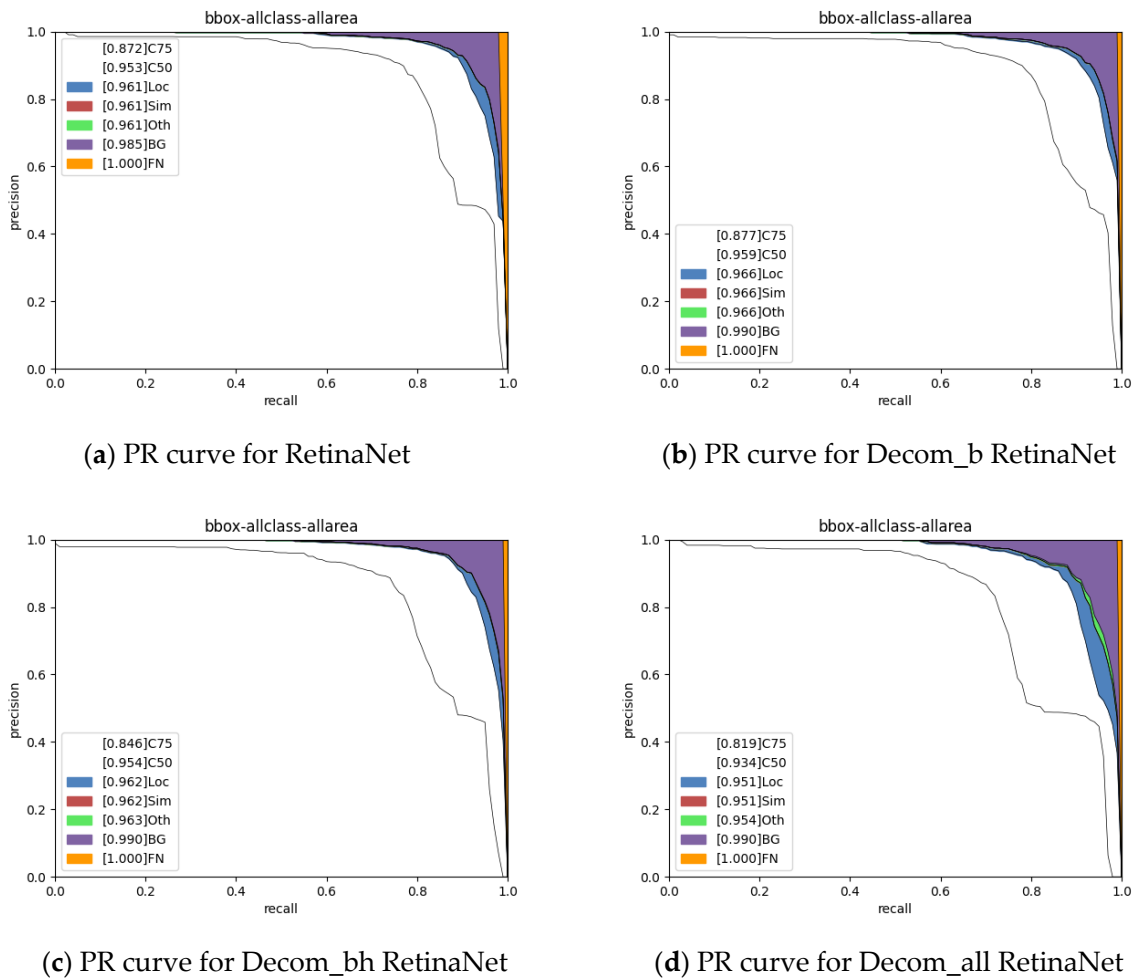 bbox-allclass-allarea
1.0
0.8
0.6
0.4
0.2
0.0
precision
[0.872]C75
[0.953]C50
[0.961]Loc
[0.961]Sim
[0.961]Oth
[0.985]BG
[1.000]FN
0.0 0.2 0.4 0.6 0.8 1.0
recall
(a) PR curve for RetinaNet
bbox-allclass-allarea
1.0
0.8
0.6
0.4
0.2
0.0
precision
[0.877]C75
[0.959]C50
[0.966]Loc
[0.966]Sim
[0.966]Oth
[0.990]BG
[1.000]FN
0.0 0.2 0.4 0.6 0.8 1.0
recall
(b) PR curve for Decom_b RetinaNet
bbox-allclass-allarea
1.0
0.8
0.6
0.4
0.2
0.0
precision
[0.846]C75
[0.954]C50
[0.962]Loc
[0.962]Sim
[0.963]Oth
[0.990]BG
[1.000]FN
0.0 0.2 0.4 0.6 0.8 1.0
recall
(c) PR curve for Decom_bh RetinaNet
bbox-allclass-allarea
1.0
0.8
0.6
0.4
0.2
0.0
precision
[0.819]C75
[0.934]C50
[0.951]Loc
[0.951]Sim
[0.954]Oth
[0.990]BG
[1.000]FN
0.0 0.2 0.4 0.6 0.8 1.0
recall
(d) PR curve for Decom_all RetinaNet